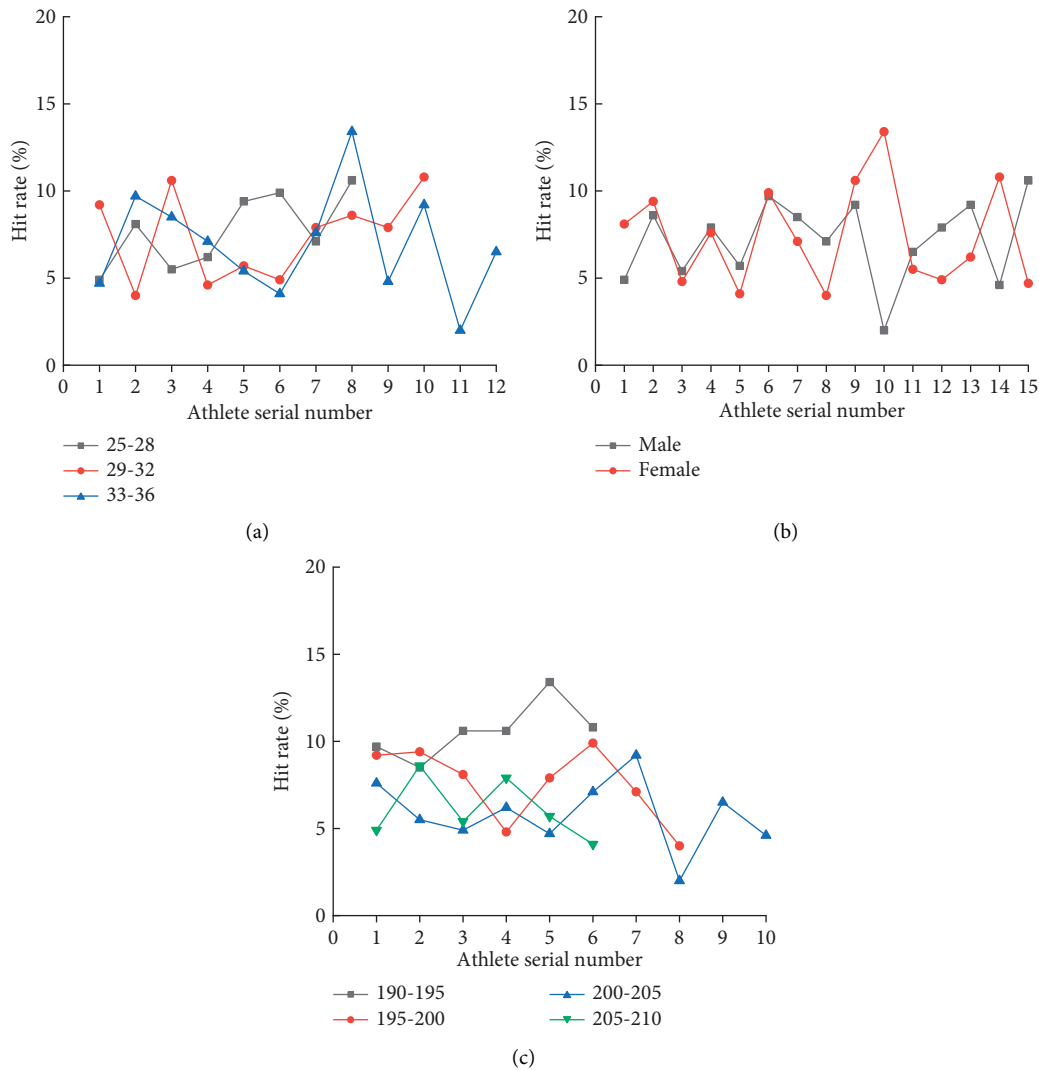 20
15
10
5
0
Hit rate (%)
0 1 2 3 4 5 6 7 8 9 10 11 12
Athlete serial number
25-28
29-32
33-36
(a)
20
15
10
5
0
Hit rate (%)
0 1 2 3 4 5 6 7 8 9 10 11 12 13 14 15
Athlete serial number
Male
Female
(b)
20
15
10
5
0
Hit rate (%)
0 1 2 3 4 5 6 7 8 9 10
Athlete serial number
190-195
195-200
200-205
205-210
(c)